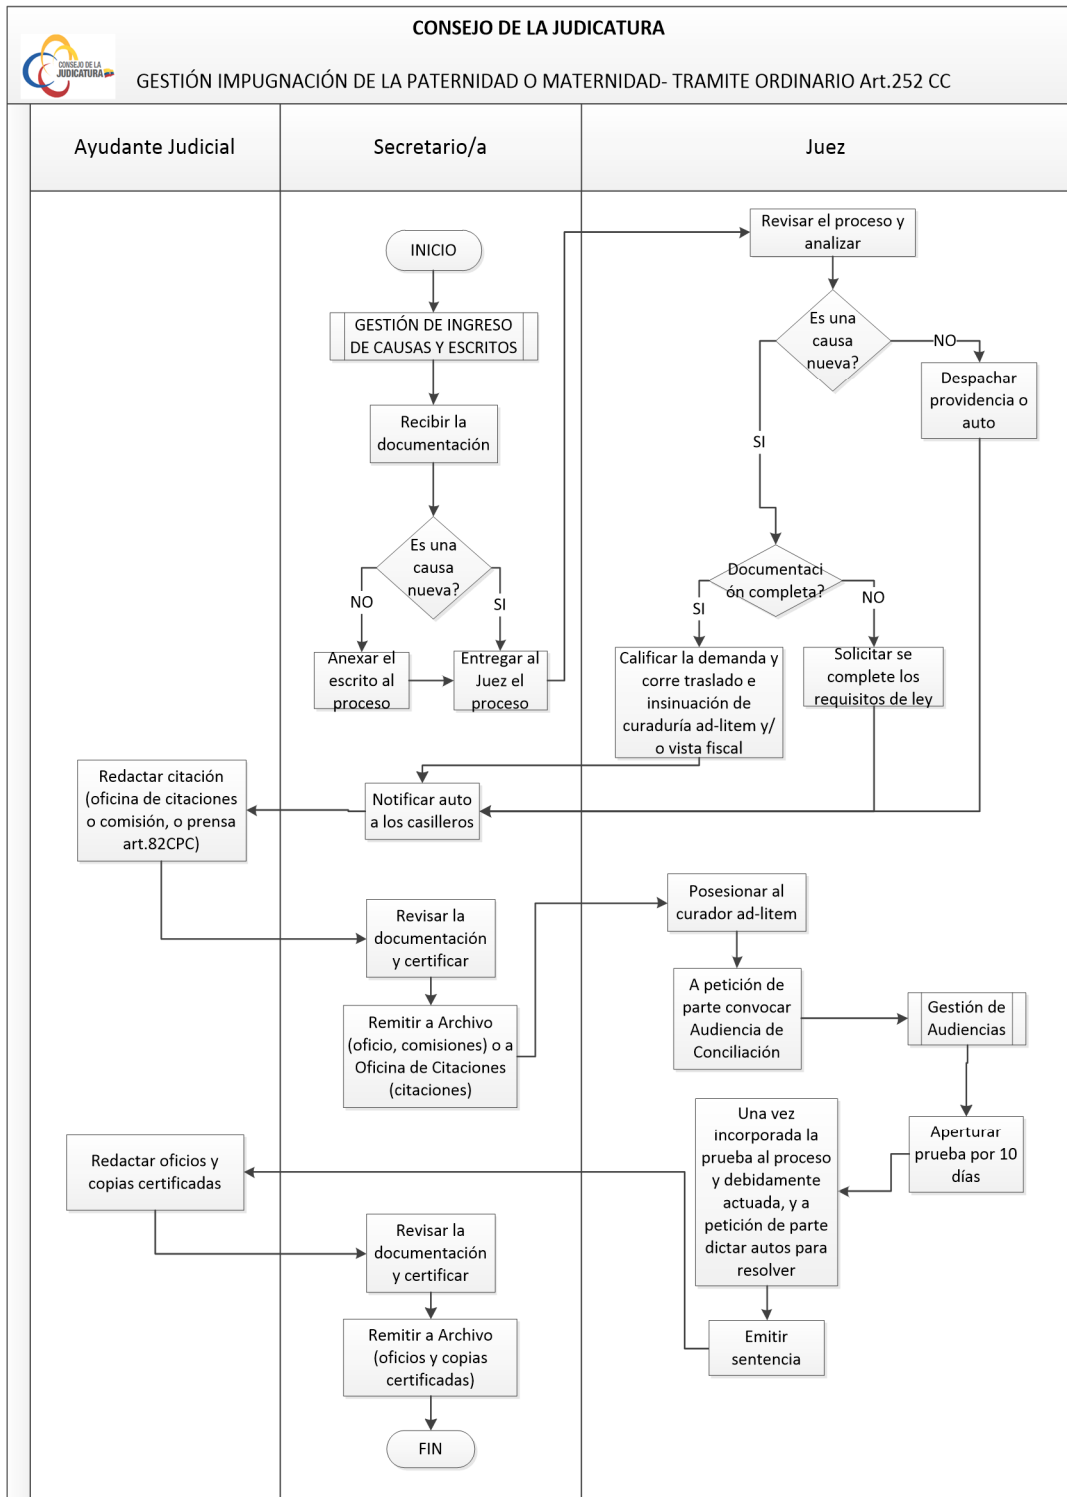 CONSEJO DE LA JUDICATURA
CONSEJO DE LA
JUDICATURA
GESTIÓN IMPUGNACIÓN DE LA PATERNIDAD O MATERNIDAD- TRAMITE ORDINARIO Art.252 CC
Ayudante Judicial
Secretario/a
Juez
INICIO
GESTIÓN DE INGRESO
DE CAUSAS Y ESCRITOS
Recibir la
documentación
Es una
causa
nueva?
NO
SI
Anexar el
escrito al
proceso
Entregar al
Juez el
proceso
Revisar el proceso y
analizar
Es una
causa
nueva?
NO
SI
Despachar
providencia o
auto
Documentaci
ón completa?
SI
NO
Calificar la demanda y
corre traslado e
insinuación de
curaduría ad-litem y/
o vista fiscal
Solicitar se
complete los
requisitos de ley
Notificar auto
a los casilleros
Redactar citación
(oficina de citaciones
o comisión, o prensa
art.82CPC)
Revisar la
documentación
y certificar
Remitir a Archivo
(oficio, comisiones) o a
Oficina de Citaciones
(citaciones)
Posesionar al
curador ad-litem
A petición de
parte convocar
Audiencia de
Conciliación
Gestión de
Audiencias
Aperturar
prueba por 10
días
Una vez
incorporada la
prueba al proceso
y debidamente
actuada, y a
petición de parte
dictar autos para
resolver
Emitir
sentencia
Redactar oficios y
copias certificadas
Revisar la
documentación
y certificar
Remitir a Archivo
(oficios y copias
certificadas)
FIN